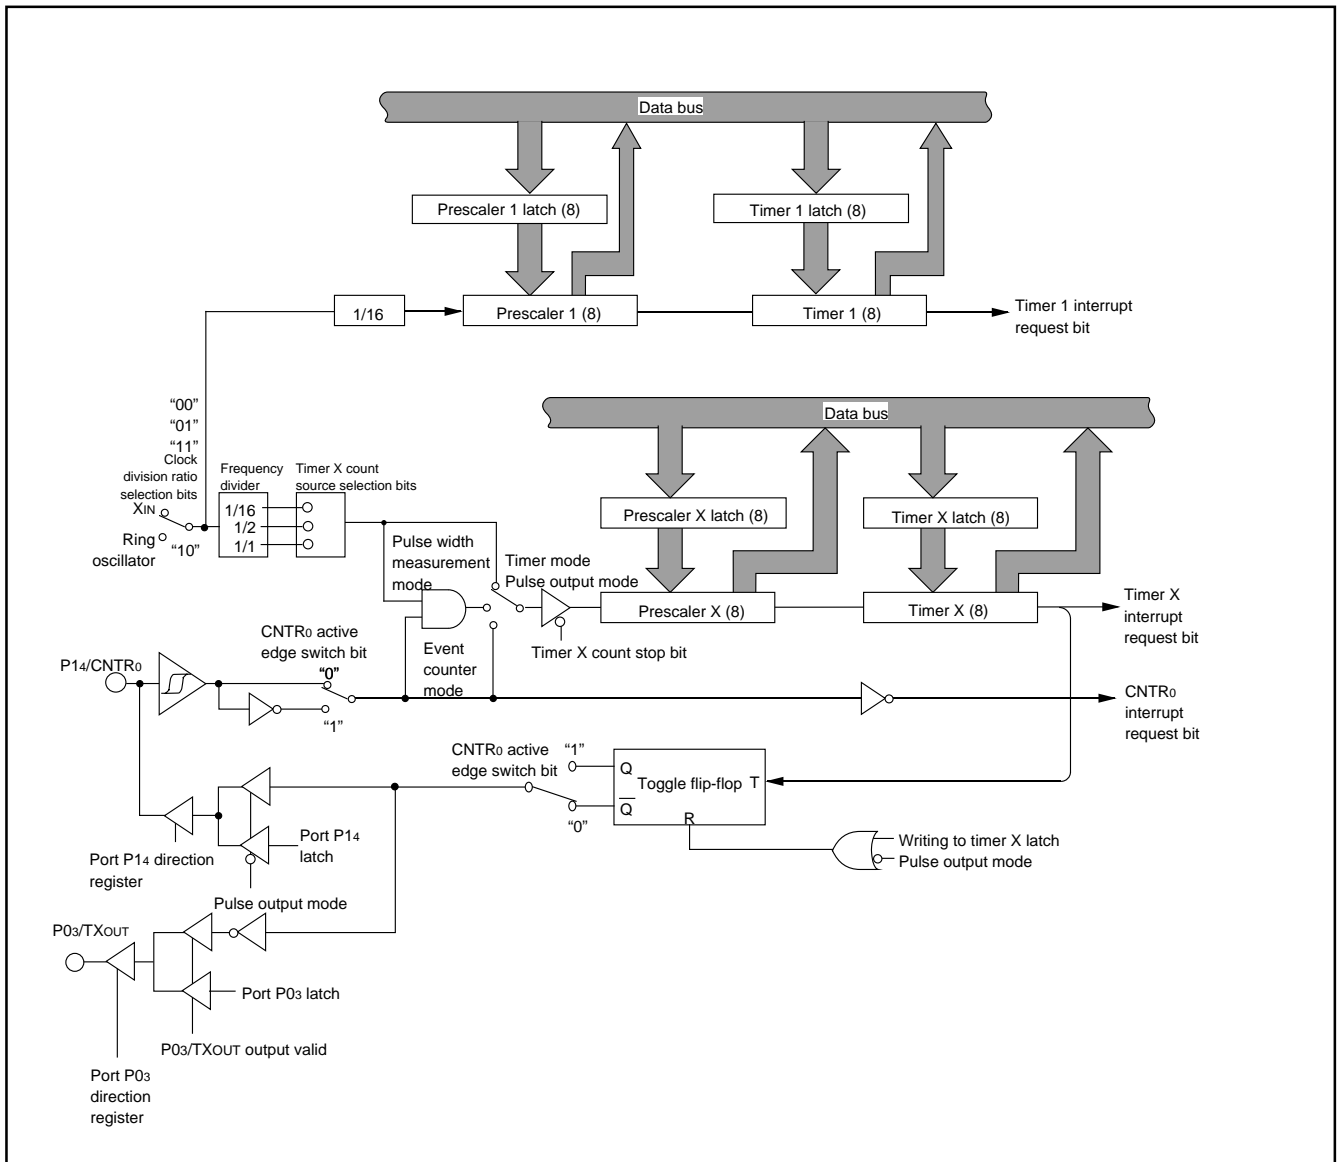 Data bus
Prescaler 1 latch (8)
Timer 1 latch (8)
1/16
Prescaler 1 (8)
Timer 1 (8)
Timer 1 interrupt
request bit
“00”
“01”
“11”
Clock
division ratio
selection bits
XIN
Ring
oscillator
“10”
Frequency
divider
1/16
1/2
1/1
Timer X count
source selection bits
Data bus
Prescaler X latch (8)
Timer X latch (8)
Pulse width
measurement
mode
Timer mode
Pulse output mode
Prescaler X (8)
Timer X (8)
Timer X
interrupt
request bit
Timer X count stop bit
Event
counter
mode
CNTR0 active
edge switch bit
“0”
“1”
P14/CNTR0
CNTR0
interrupt
request bit
CNTR0 active
edge switch bit
“1”
“0”
Q
Toggle flip-flop
T
Q
R
Writing to timer X latch
Pulse output mode
Port P14
latch
Port P14 direction
register
Pulse output mode
P03/TXOUT
Port P03 latch
P03/TXOUT output valid
Port P03
direction
register